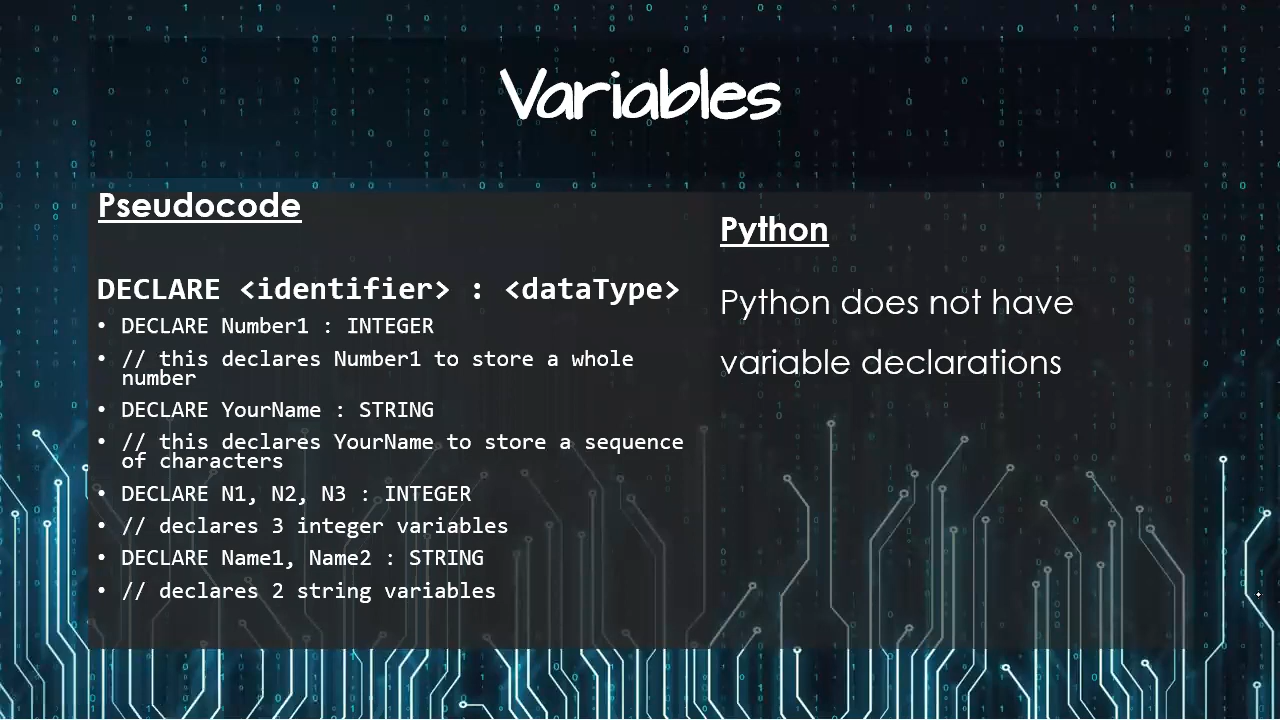 Variables
Pseudocode
DECLARE <identifier> : <dataType>
• DECLARE Number1 : INTEGER
• // this declares Number1 to store a whole
number
• DECLARE YourName : STRING
• // this declares YourName to store a sequence
of characters
• DECLARE N1, N2, N3 : INTEGER
• // declares 3 integer variables
• DECLARE Name1, Name2 : STRING
• // declares 2 string variables
Python
Python does not have
variable declarations